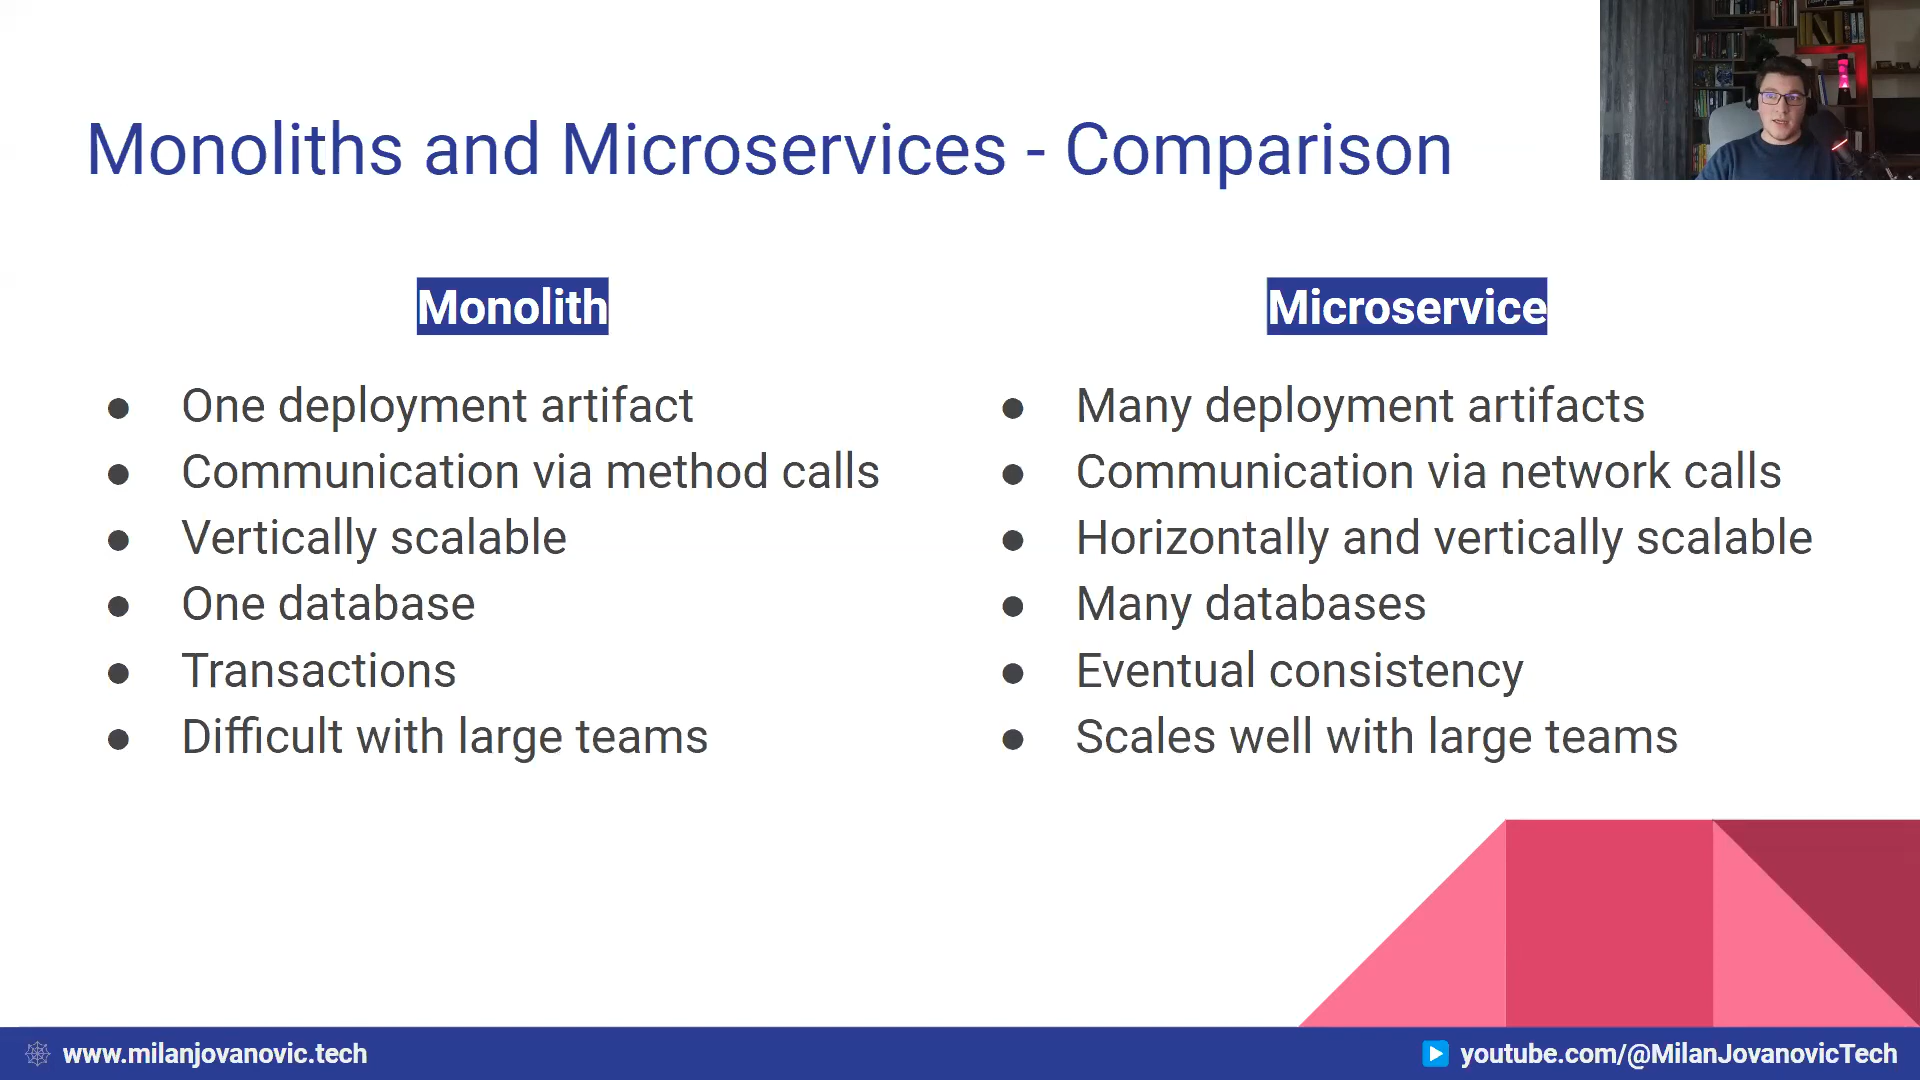 Monoliths and Microservices - Comparison
Monolith
One deployment artifact
Communication via method calls
Vertically scalable
One database
Transactions
Difficult with large teams
Microservice
Many deployment artifacts
Communication via network calls
Horizontally and vertically scalable
Many databases
Eventual consistency
Scales well with large teams
www.milanjovanovic.tech
youtube.com/@MilanJovanovicTech